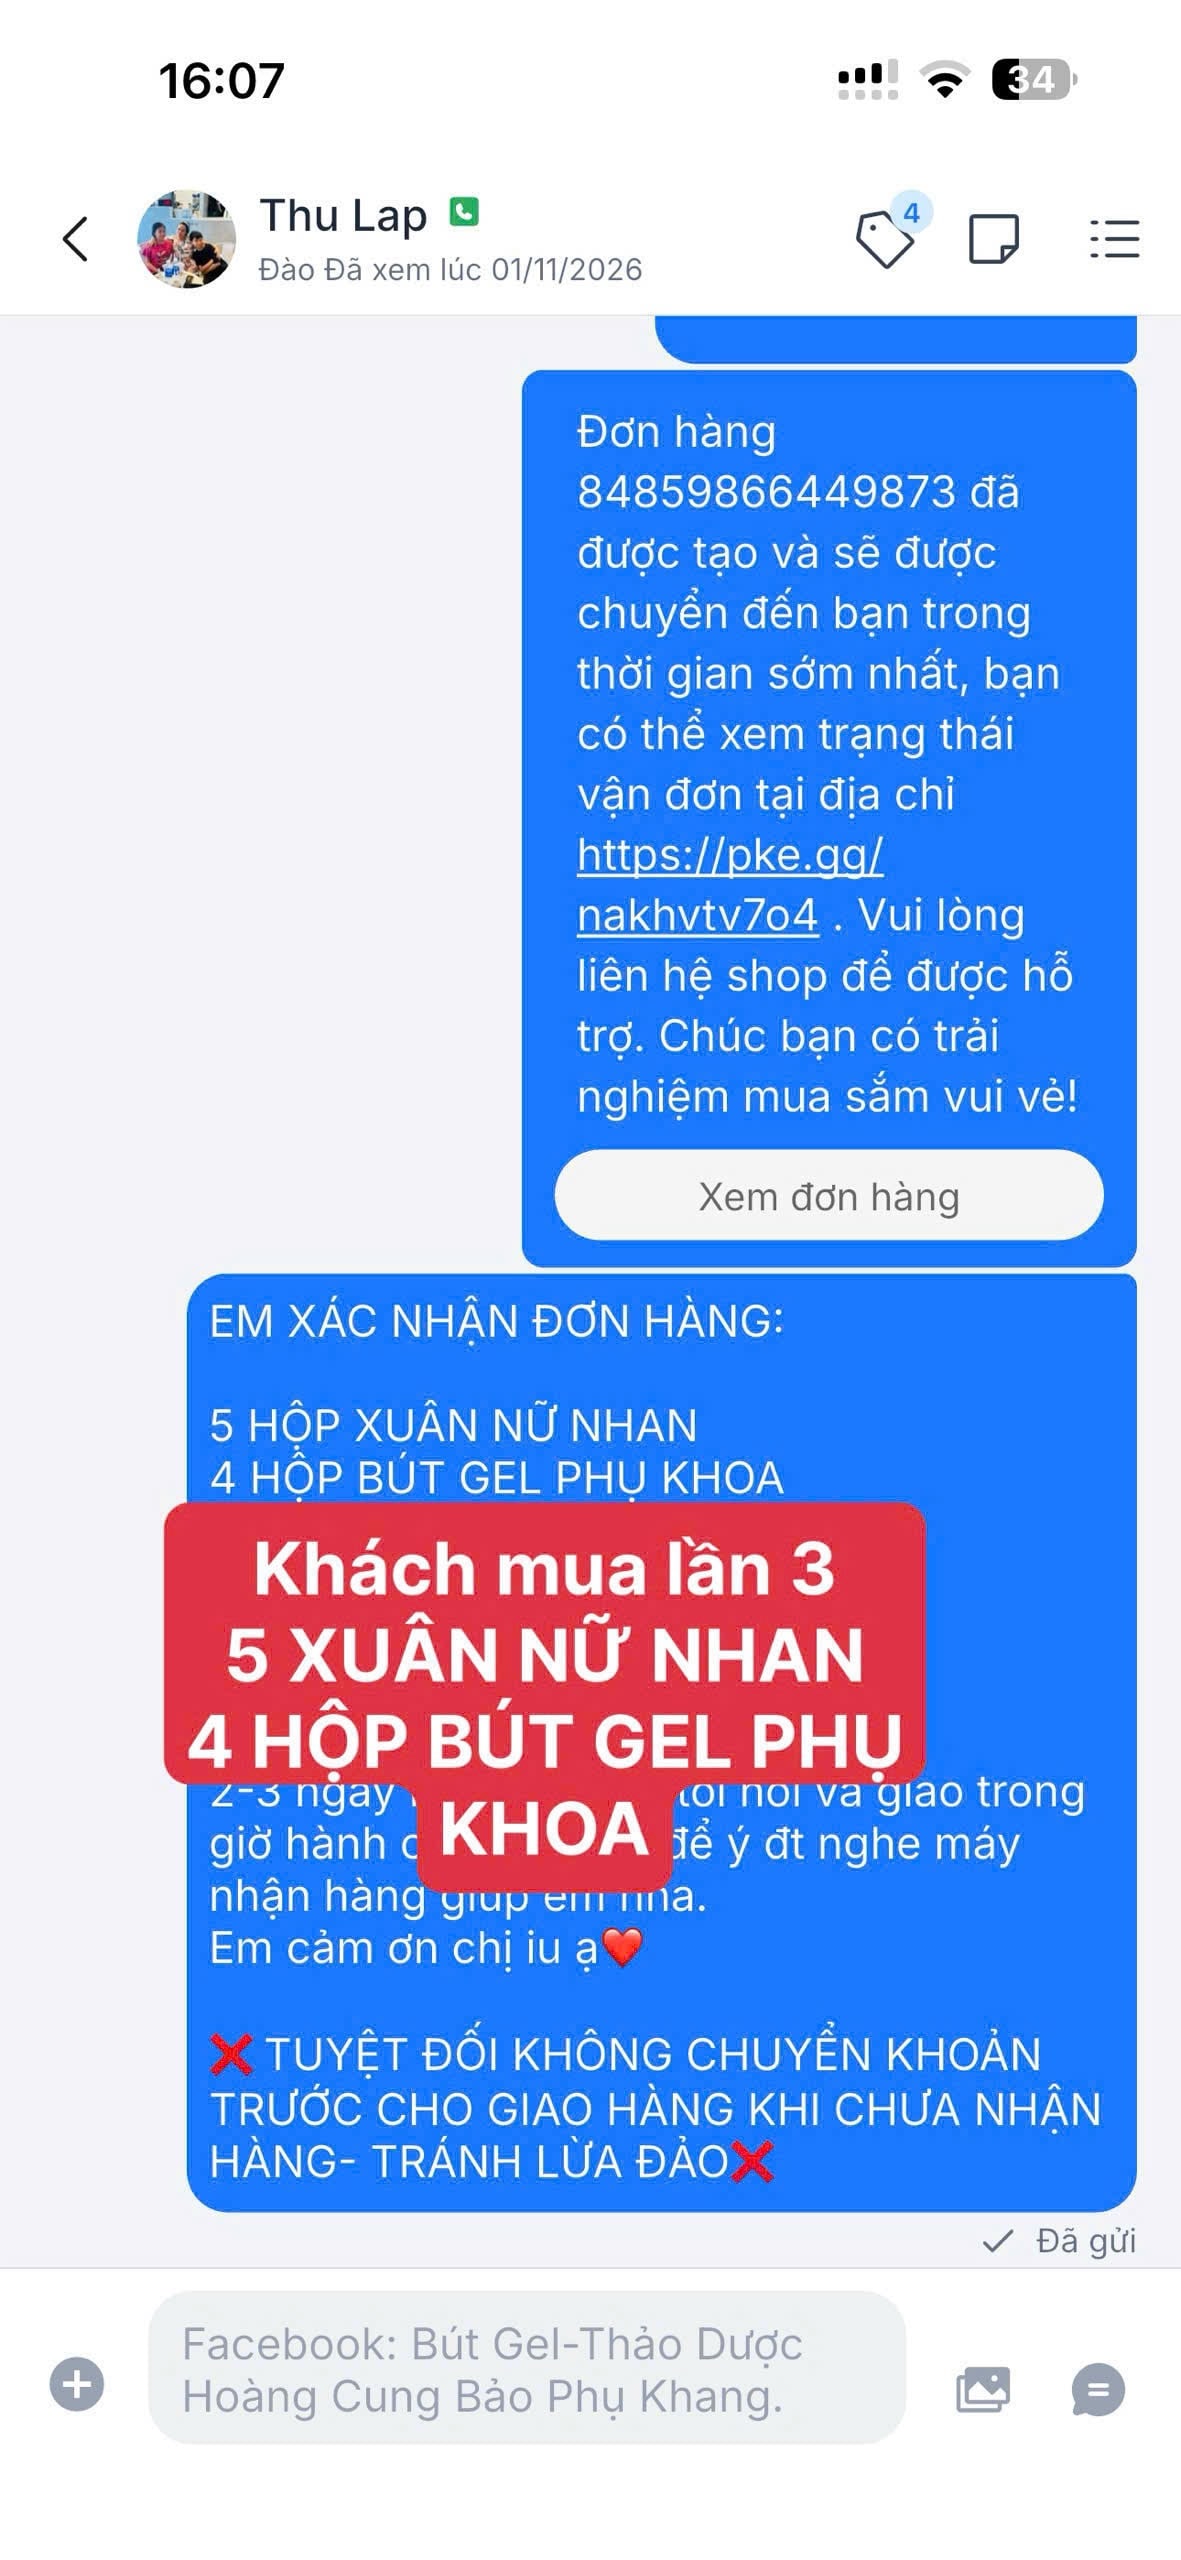 16:07
34
Thu Lap
4
Đào Đã xem lúc 01/11/2026
Đơn hàng
84859866449873 đã
được tạo và sẽ được
chuyển đến bạn trong
thời gian sớm nhất, bạn
có thể xem trạng thái
vận đơn tại địa chỉ
https://pke.gg/
nakhvtv7o4 . Vui lòng
liên hệ shop để được hỗ
trợ. Chúc bạn có trải
nghiệm mua sắm vui vẻ!
Xem đơn hàng
EM XÁC NHẬN ĐƠN HÀNG:
5 HỘP XUÂN NỮ NHAN
4 HỘP BÚT GEL PHỤ KHOA
Khách mua lần 3
5 XUÂN NỮ NHAN
4 HỘP BÚT GEL PHỤ
KHOA
2-3 ngày tới nơi và giao trong
giờ hành để ý đt nghe máy
nhận hàng giúp em nha.
Em cảm ơn chị iu ạ❤️
❌ TUYỆT ĐỐI KHÔNG CHUYỂN KHOẢN
TRƯỚC CHO GIAO HÀNG KHI CHƯA NHẬN
HÀNG- TRÁNH LỪA ĐẢO❌
Đã gửi
Facebook: Bút Gel-Thảo Dược
Hoàng Cung Bảo Phụ Khang.